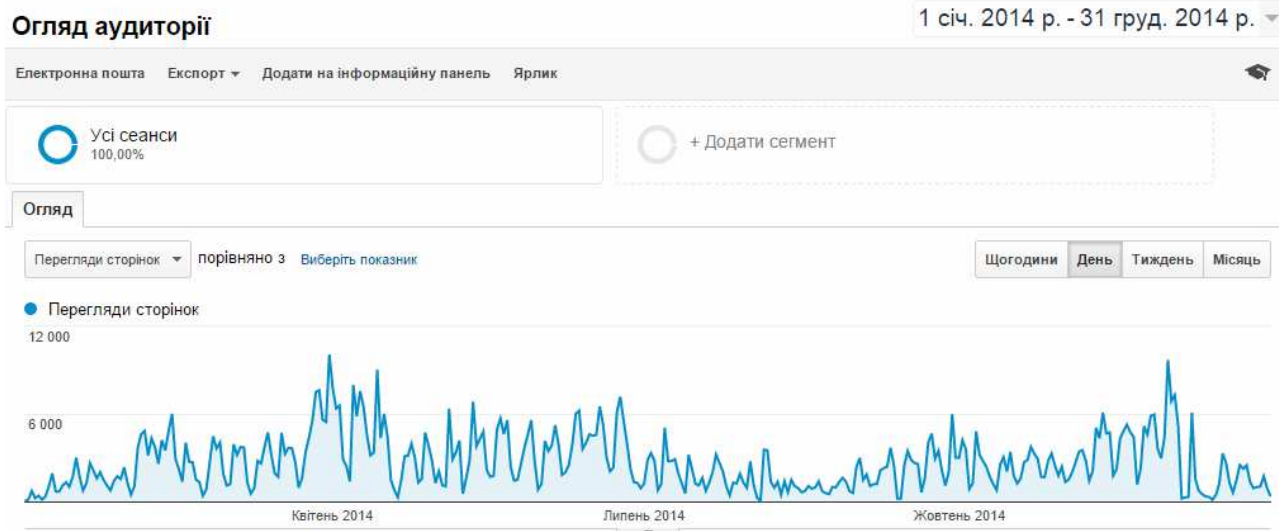 Огляд аудиторії
1 січ. 2014 р. - 31 груд. 2014 р.
Електронна пошта Експорт Додати на інформаційну панель Ярлик
Усі сеанси
100,00%
+ Додати сегмент
Огляд
Перегляди сторінок порівняно з Виберіть показник
Щогодини День Тиждень Місяць
Перегляди сторінок
12 000
6 000
Квітень 2014 Липень 2014 Жовтень 2014